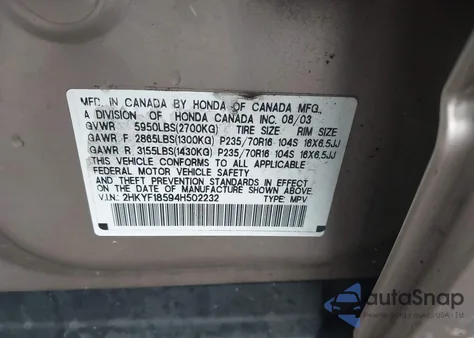 MFD. IN CANADA BY HONDA OF CANADA MFG.,
A DIVISION OF HONDA CANADA INC. 08/03
GVWR 5950LBS(2700KG) TIRE SIZE RIM SIZE
GAWR F 2865LBS(1300KG) P235/70R16 104S 16X6.5JJ
GAWR R 3155LBS(1430KG) P235/70R16 104S 16X6.5JJ
THIS VEHICLE CONFORMS TO ALL APPLICABLE
FEDERAL MOTOR VEHICLE SAFETY STANDARDS IN EFFECT
ON THE DATE OF MANUFACTURE SHOWN ABOVE.
V.I.N.: 2HKYF18594H502232 TYPE: MPV
autoSnap